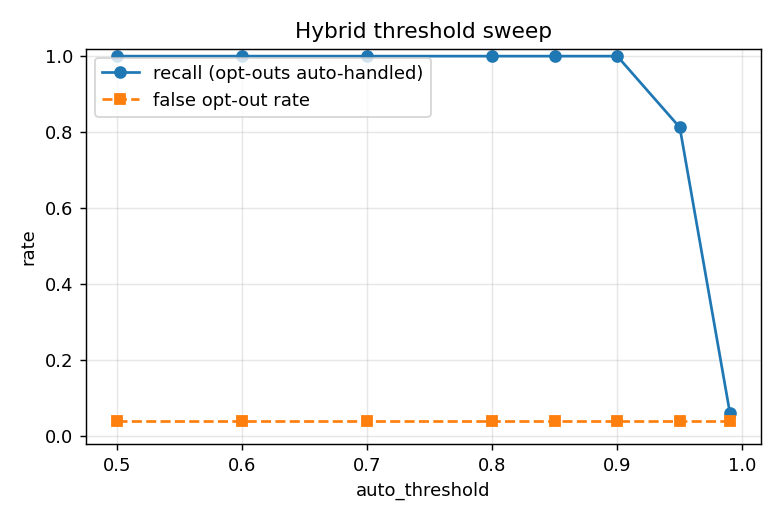 Hybrid threshold sweep
1.0
0.8
0.6
0.4
0.2
0.0
rate
recall (opt-outs auto-handled)
false opt-out rate
0.5 0.6 0.7 0.8 0.9 1.0
auto_threshold